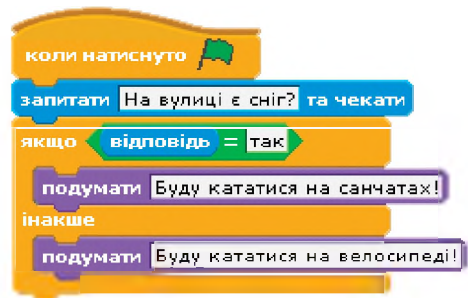 коли натиснуто
запитати На вулиці є сніг? та чекати
якщо відповідь = так
подумати Буду кататися на санчатах!
інакше
подумати Буду кататися на велосипеді!